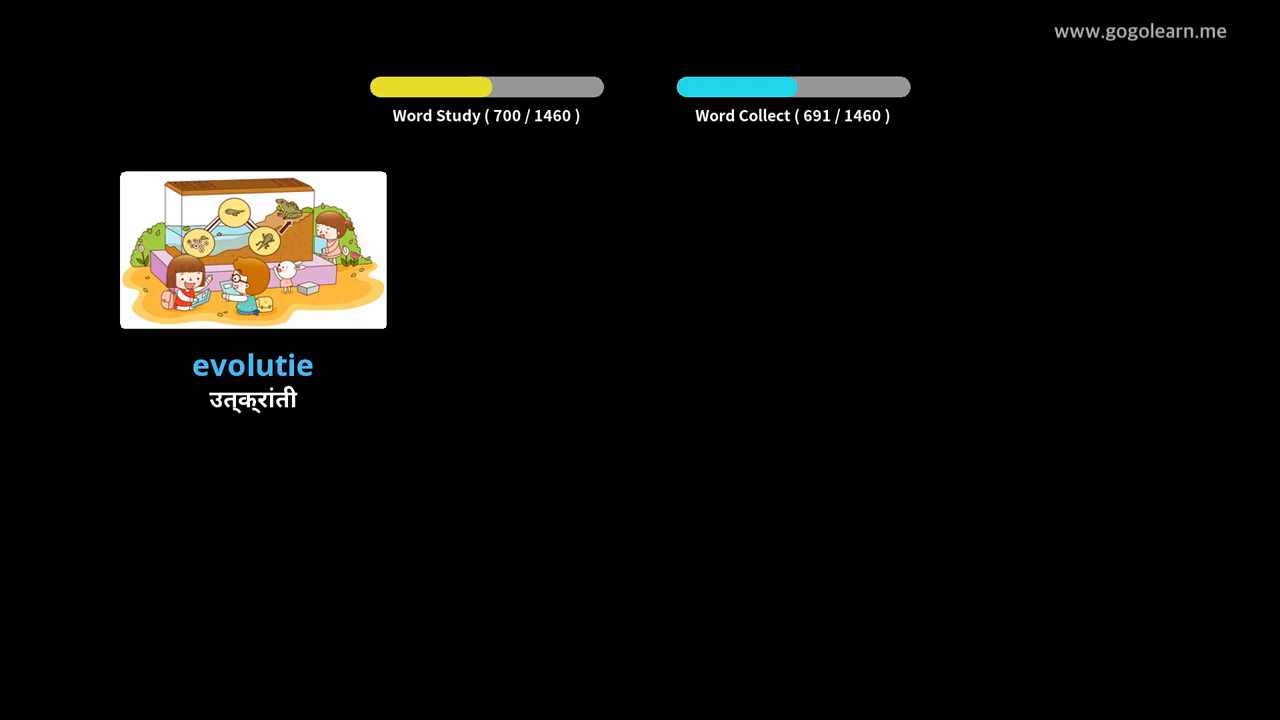 www.gogolearn.me
Word Study ( 700 / 1460 )
Word Collect ( 691 / 1460 )
evolutie
उत्क्रांती